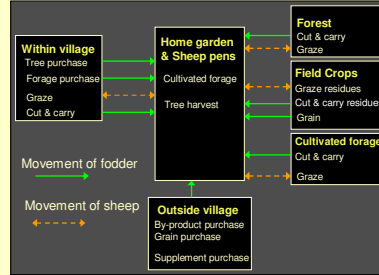 Within village
Tree purchase
Forage purchase
Graze
Cut & carry
Home garden
& Sheep pens
Cultivated forage
Tree harvest
Forest
Cut & carry
Graze
Field Crops
Graze residues
Cut & carry residues
Grain
Cultivated forage
Cut & carry
Graze
Movement of fodder
Movement of sheep
Outside village
By-product purchase
Grain purchase
Supplement purchase